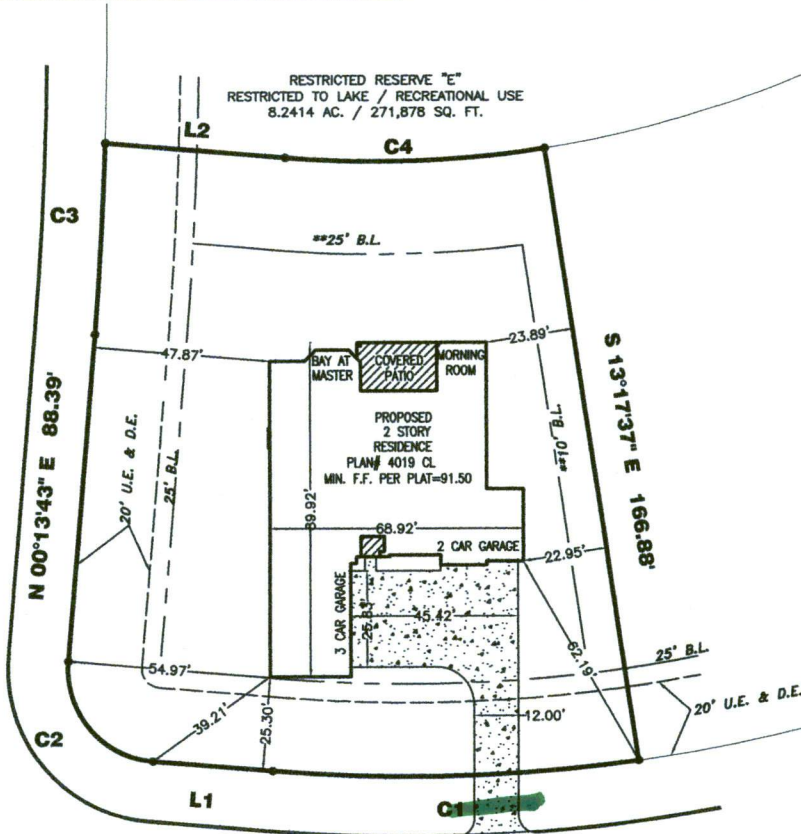 RESTRICTED RESERVE "E"
RESTRICTED TO LAKE / RECREATIONAL USE
8.2414 AC. / 271,878 SQ. FT.
L2
C4
C3
**25' B.L.
47.87'
BAY AT
MASTER
COVERED
PATIO
MORNING
ROOM
23.89'
S 13°17'37" E 166.88'
**10' B.L.
N 00°13'43" E 88.39'
20' U.E. & D.E.
25' B.L.
PROPOSED
2 STORY
RESIDENCE
PLAN# 4019 CL
MIN. F.F. PER PLAT=91.50
89.92'
68.92'
2 CAR GARAGE
22.95'
3 CAR GARAGE
25.83'
45.42'
62.19'
25' B.L.
54.97'
39.21'
25.30'
12.00'
20' U.E. & D.E.
C2
L1
C1